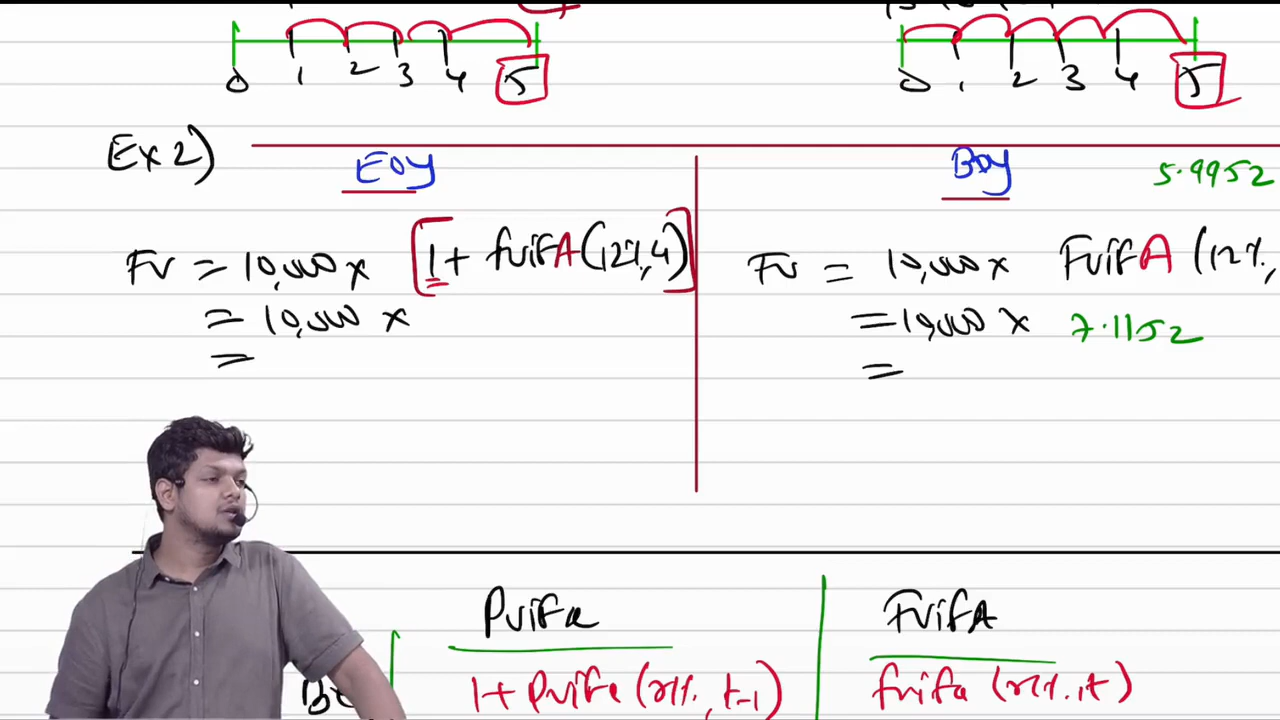 0 1 2 3 4 5
0 1 2 3 4 5
Ex 2)
EOY
FV = 10,000 x [1 + fvifA(12%, 4)]
= 10,000 x
=
BOY
5.9952
FV = 10,000 x FvifA (12%,
= 10,000 x 7.1152
=
Pvifa
FvifA
1 + Pvifa (r%, t-1)
fvifa (r%, t)